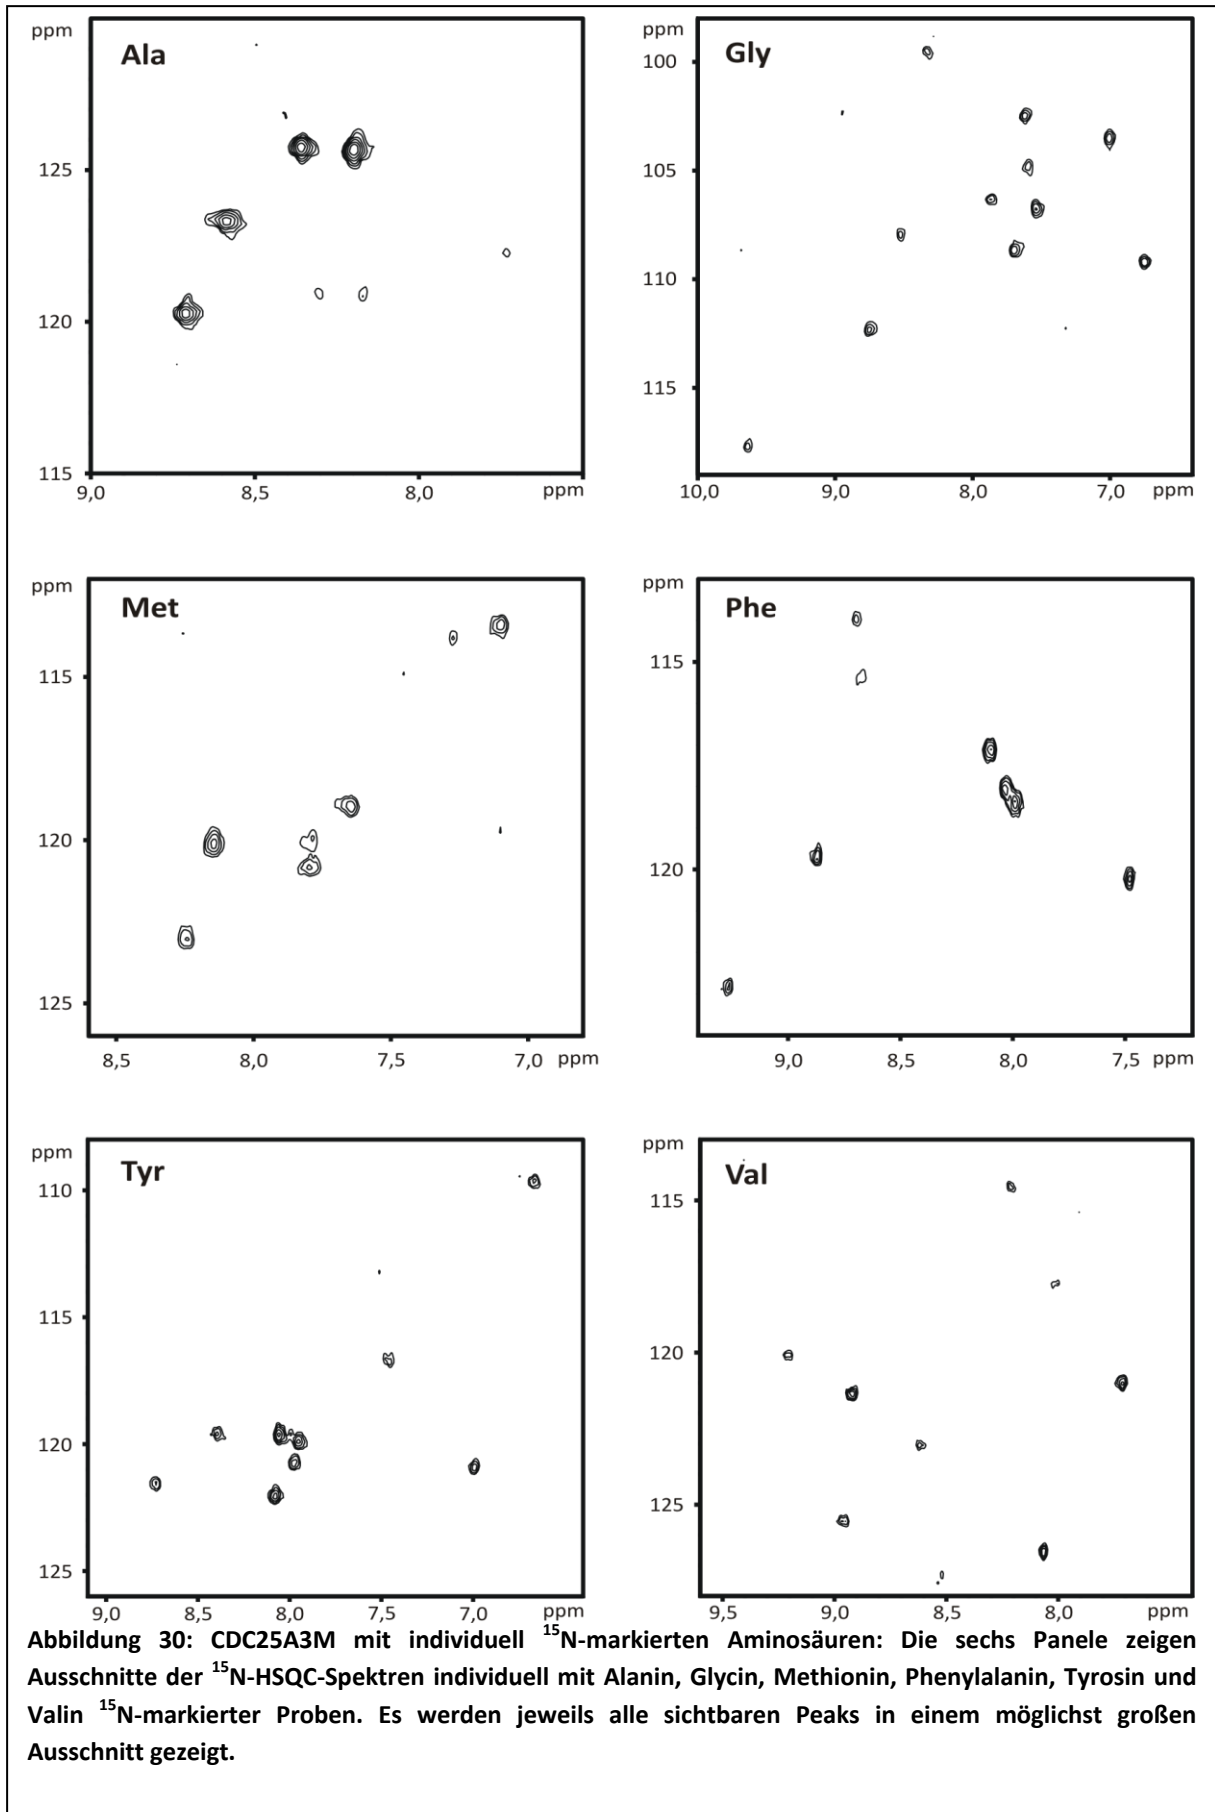 ppm
Ala
125
120
115
9,0 8,5 8,0 ppm
ppm
Gly
100
105
110
115
10,0 9,0 8,0 7,0 ppm
ppm
Met
115
120
125
8,5 8,0 7,5 7,0 ppm
ppm
Phe
115
120
9,0 8,5 8,0 7,5 ppm
ppm
Tyr
110
115
120
125
9,0 8,5 8,0 7,5 7,0 ppm
ppm
Val
115
120
125
9,5 9,0 8,5 8,0 ppm
Abbildung 30: CDC25A3M mit individuell ¹⁵N-markierten Aminosäuren: Die sechs Panele zeigen
Ausschnitte der ¹⁵N-HSQC-Spektren individuell mit Alanin, Glycin, Methionin, Phenylalanin, Tyrosin und
Valin ¹⁵N-markierter Proben. Es werden jeweils alle sichtbaren Peaks in einem möglichst großen
Ausschnitt gezeigt.